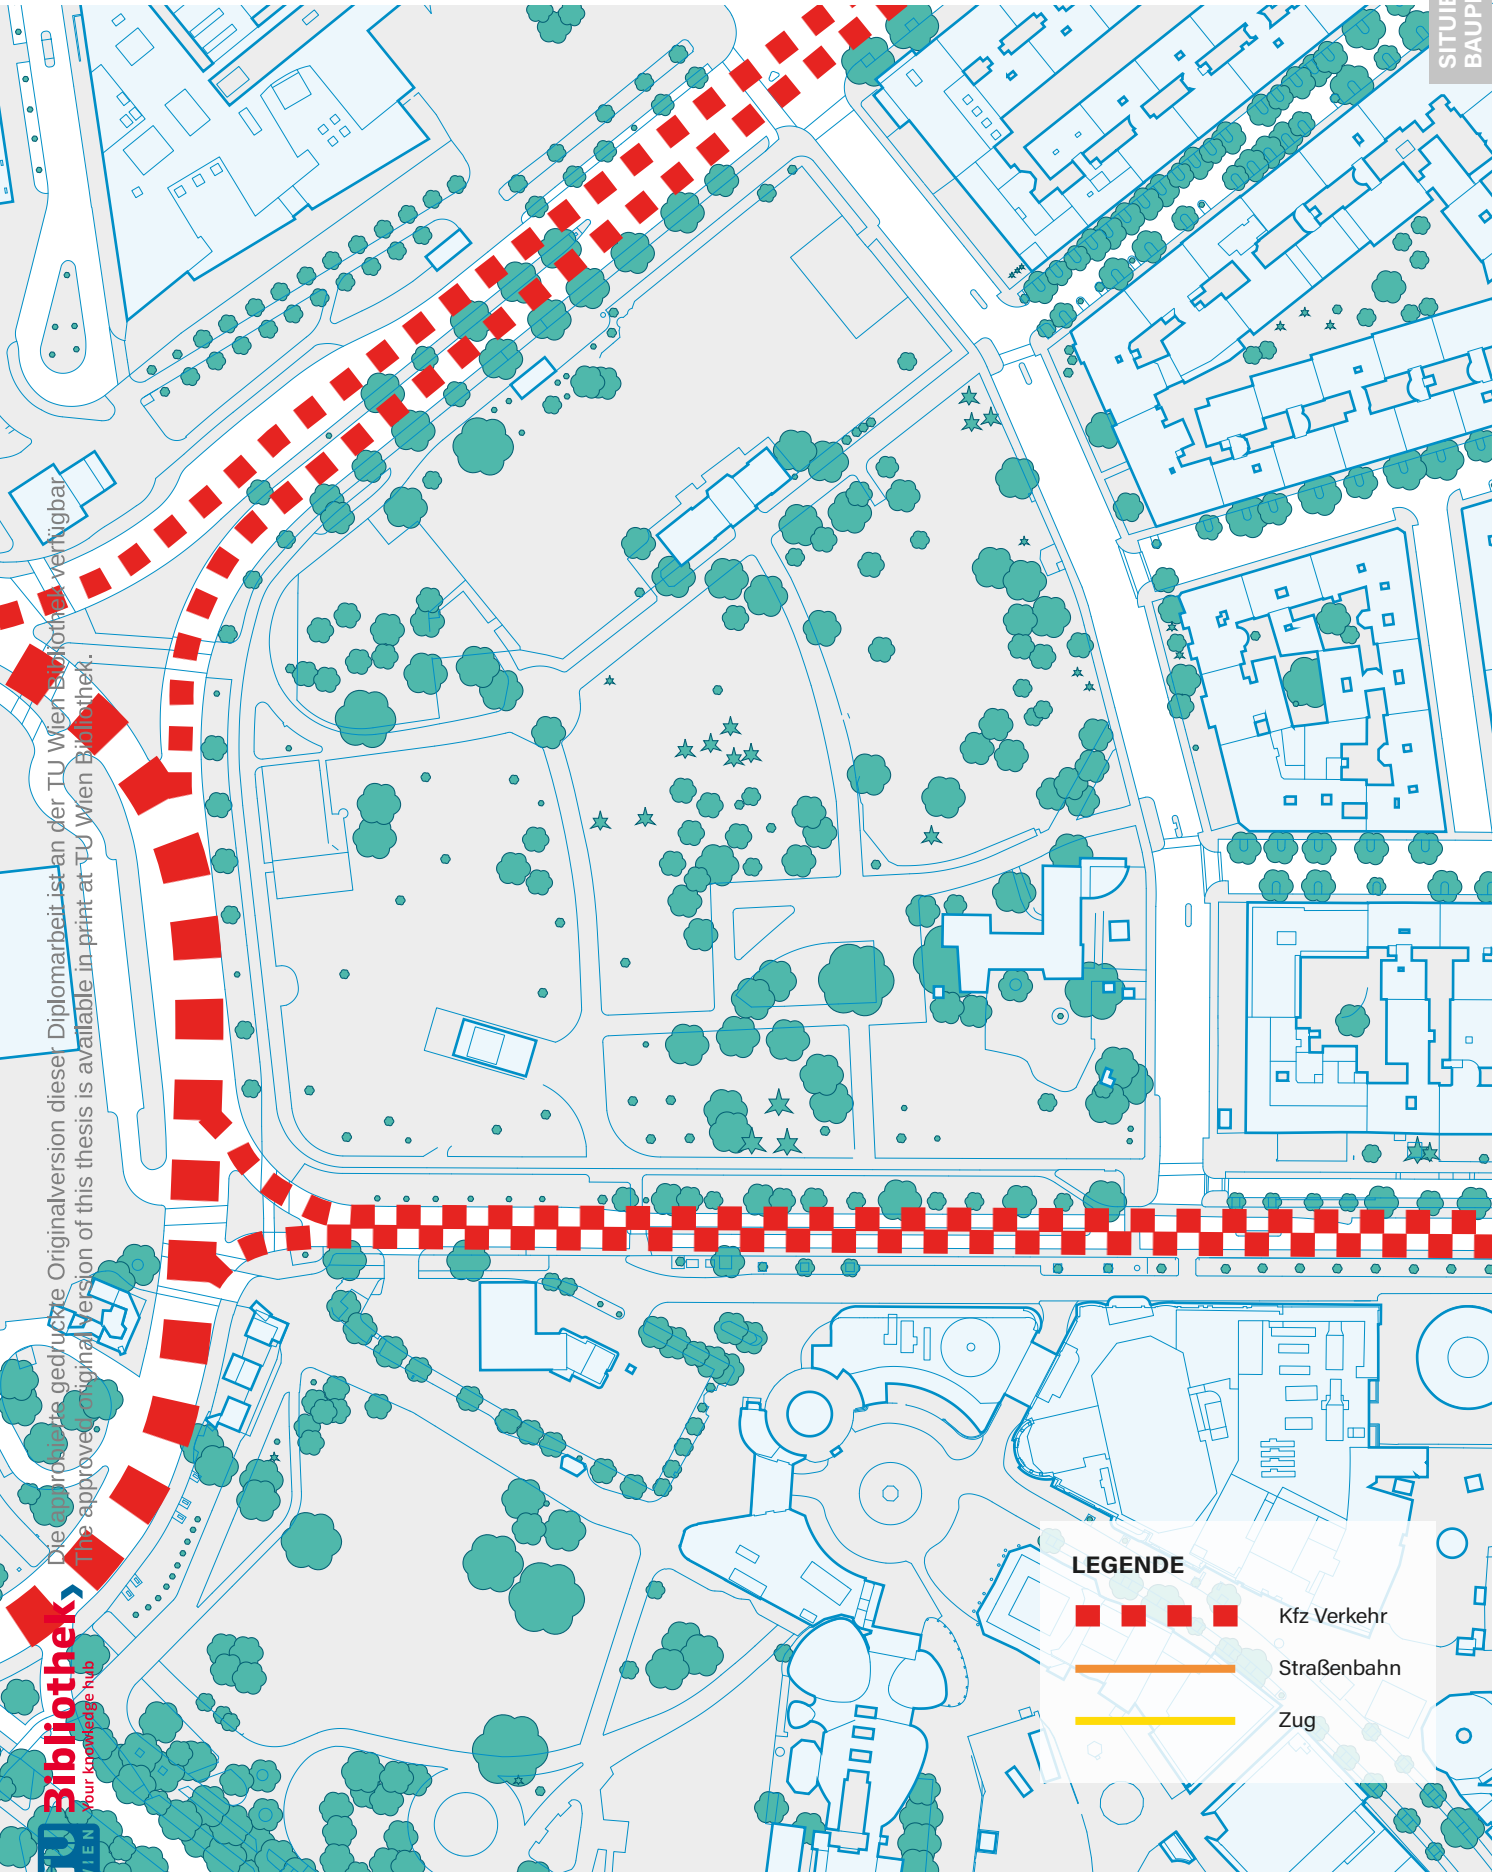 Die approbierte gedruckte Originalversion dieser Diplomarbeit ist an der TU Wien Bibliothek verfügbar
The approved original version of this thesis is available in print at TU Wien Bibliothek.
Bibliothek
Your knowledge hub
TU
WIEN
LEGENDE
Kfz Verkehr
Straßenbahn
Zug